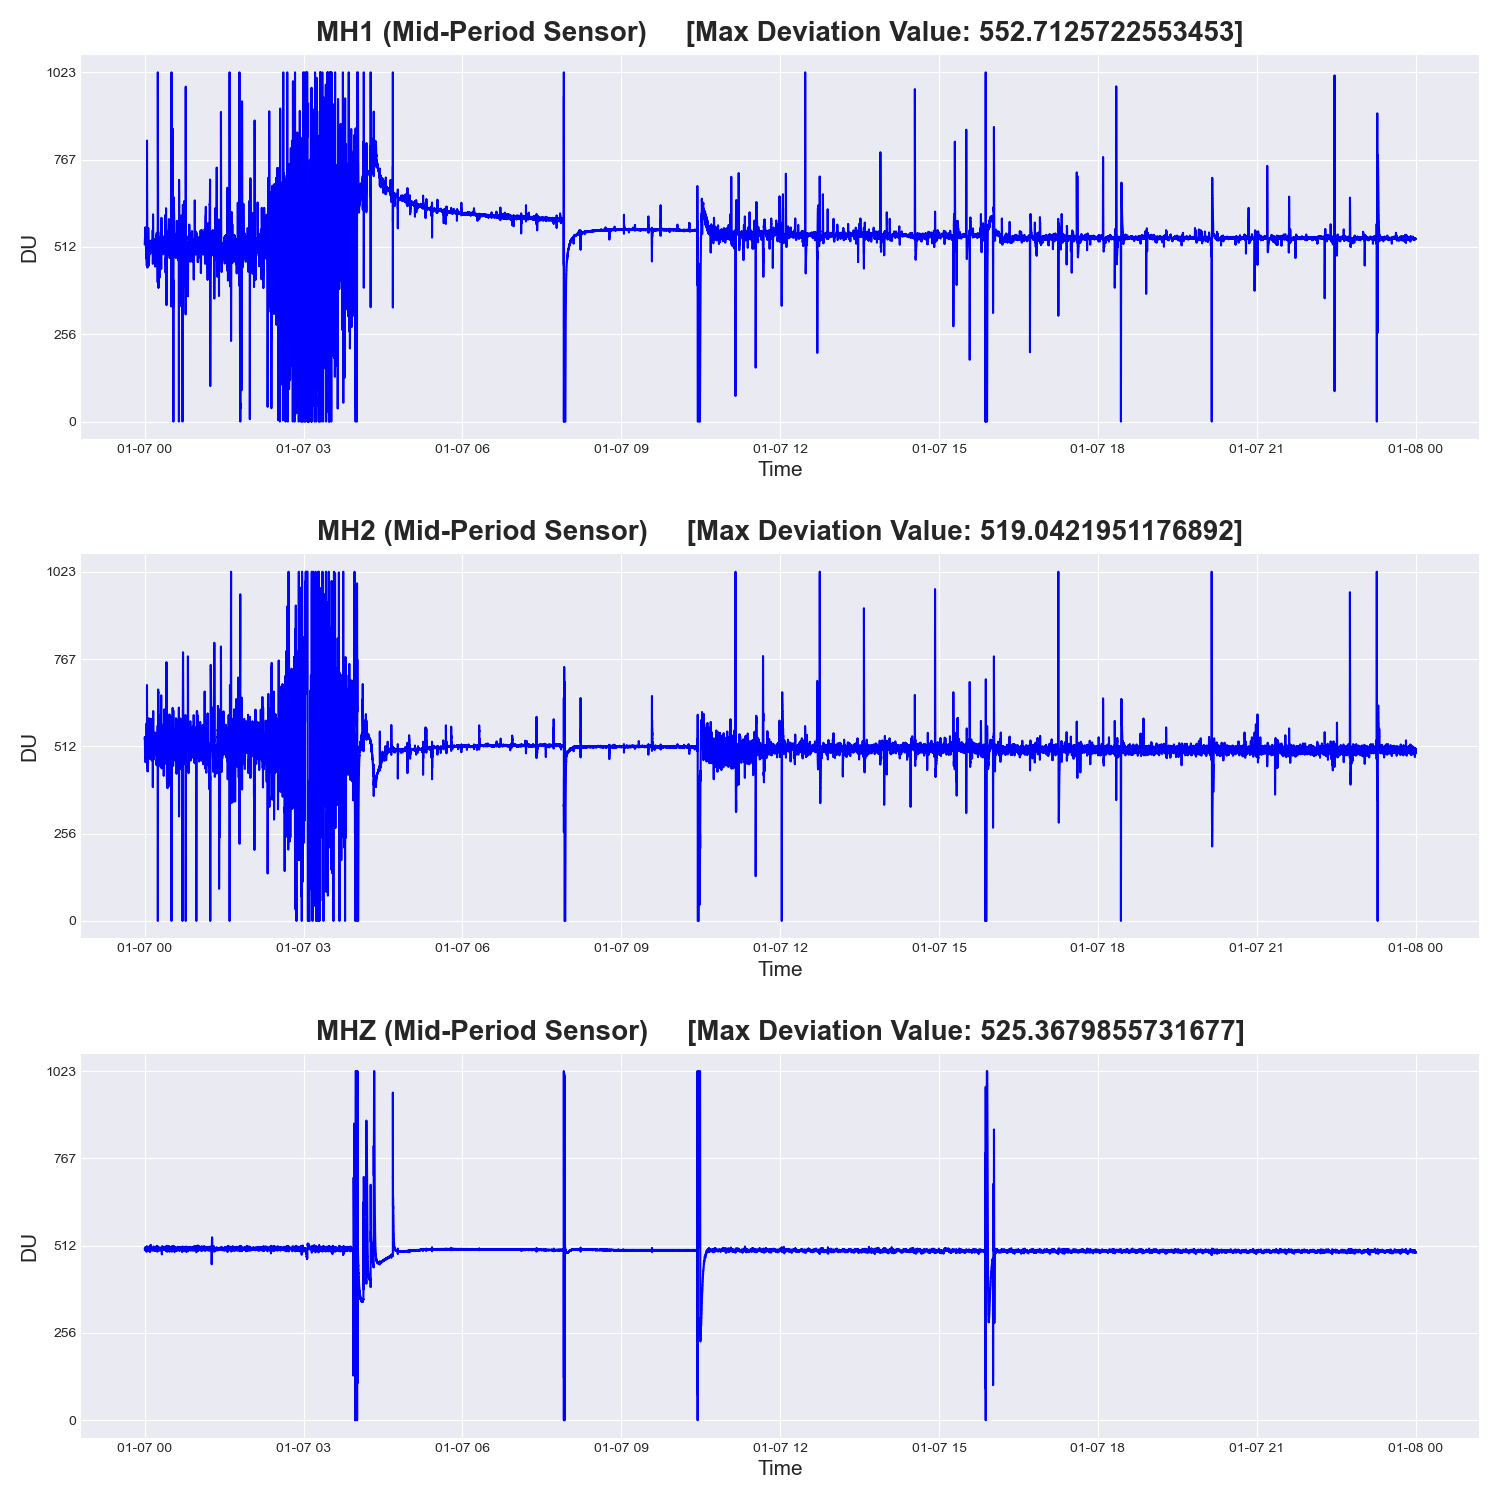 MH1 (Mid-Period Sensor) [Max Deviation Value: 552.7125722553453]
1023
767
512
256
0
DU
01-07 00 01-07 03 01-07 06 01-07 09 01-07 12 01-07 15 01-07 18 01-07 21 01-08 00
Time
MH2 (Mid-Period Sensor) [Max Deviation Value: 519.0421951176892]
1023
767
512
256
0
DU
01-07 00 01-07 03 01-07 06 01-07 09 01-07 12 01-07 15 01-07 18 01-07 21 01-08 00
Time
MHZ (Mid-Period Sensor) [Max Deviation Value: 525.3679855731677]
1023
767
512
256
0
DU
01-07 00 01-07 03 01-07 06 01-07 09 01-07 12 01-07 15 01-07 18 01-07 21 01-08 00
Time